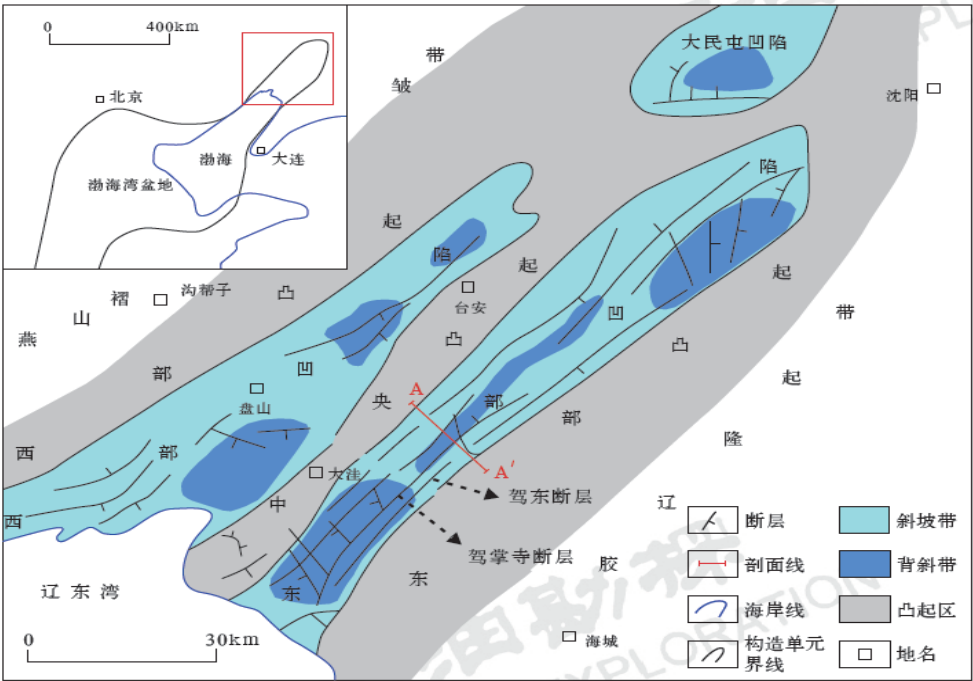 0 400km
北京
渤海
大连
渤海湾盆地
大民屯凹陷
沈阳
皱带
燕山褶
沟帮子
西部凸起
西部凹陷
台安
盘山
中央凸起
大洼
东部凹陷
东部凸起
辽胶隆起带
A
A′
驾东断层
驾掌寺断层
辽东湾
海城
0 30km
断层
斜坡带
剖面线
背斜带
海岸线
凸起区
构造单元
界线
地名
EXPLORATION